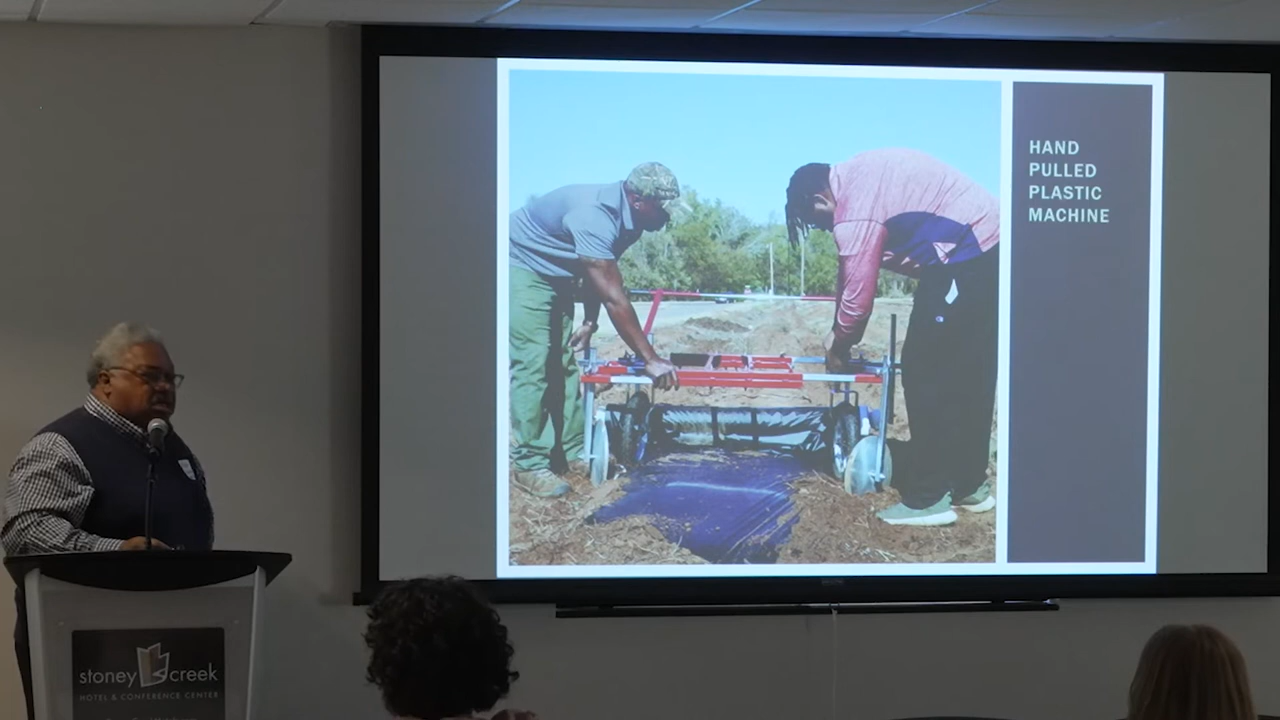 HAND
PULLED
PLASTIC
MACHINE
stoney creek
HOTEL & CONFERENCE CENTER